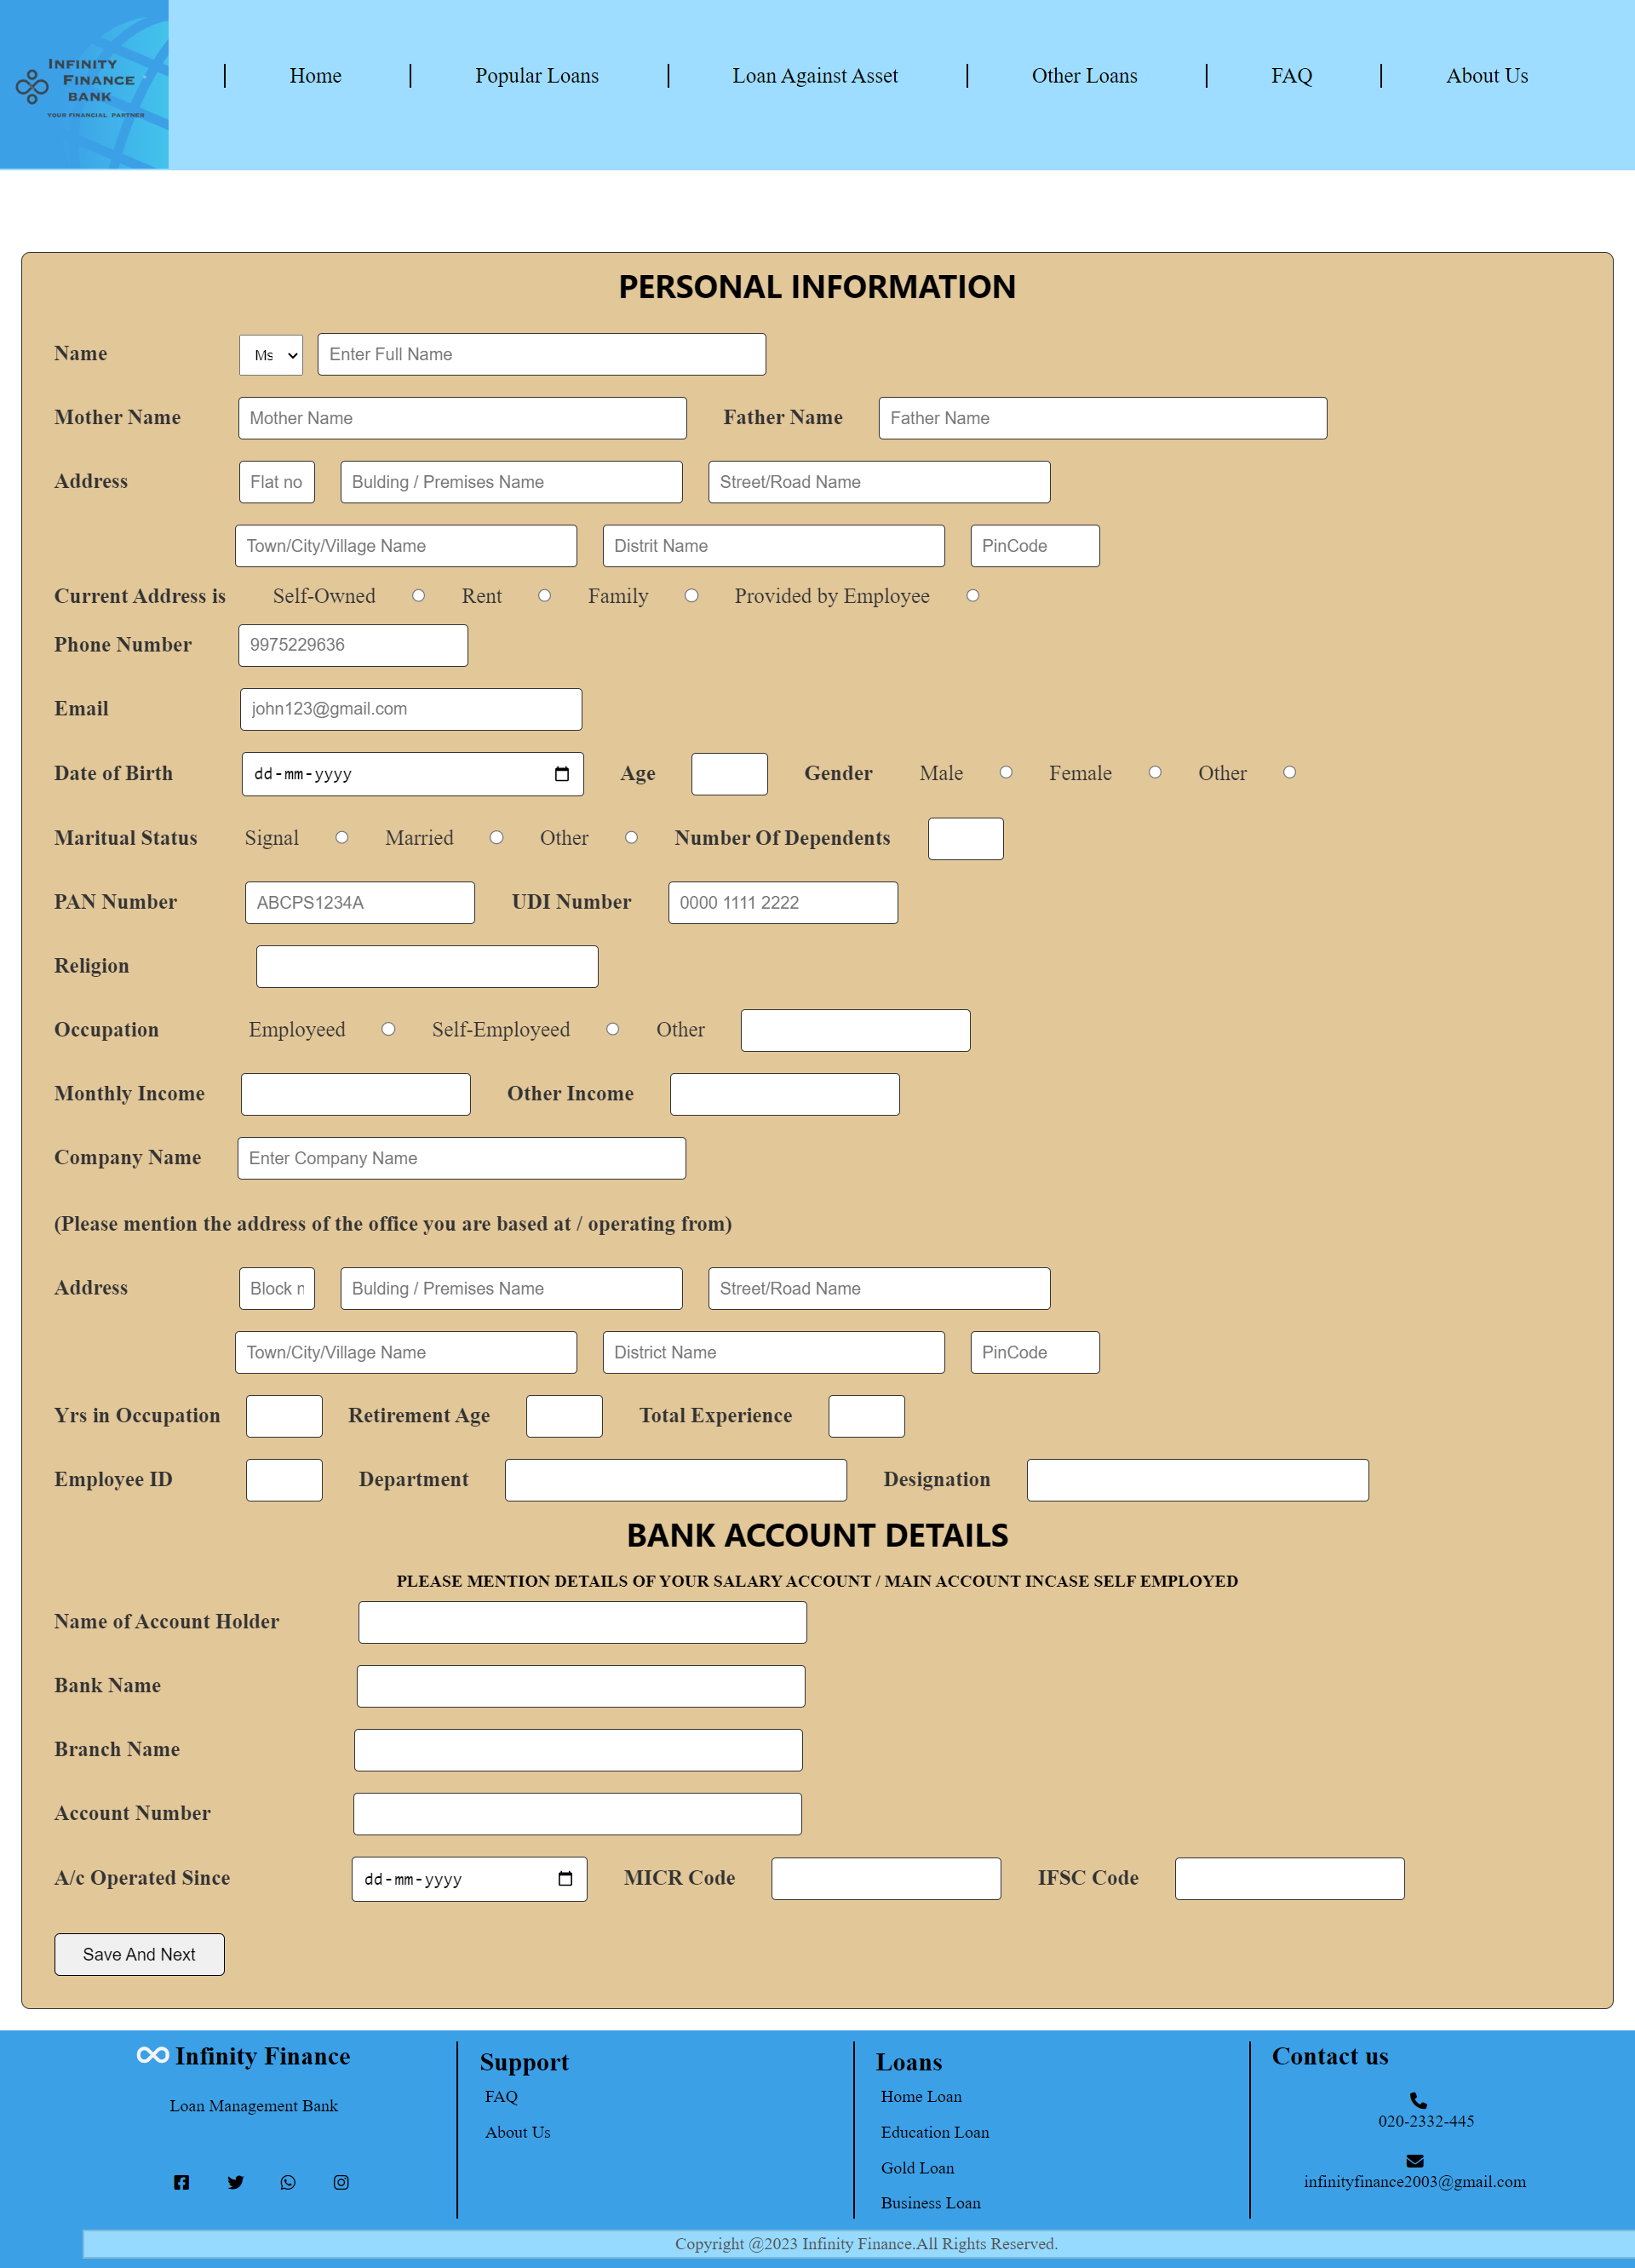 INFINITY
FINANCE
BANK
YOUR FINANCIAL PARTNER
Home Popular Loans Loan Against Asset Other Loans FAQ About Us
PERSONAL INFORMATION
Name Ms Enter Full Name
Mother Name Mother Name Father Name Father Name
Address Flat no Bulding / Premises Name Street/Road Name
Town/City/Village Name Distrit Name PinCode
Current Address is Self-Owned Rent Family Provided by Employee
Phone Number 9975229636
Email john123@gmail.com
Date of Birth dd-mm-yyyy Age Gender Male Female Other
Maritual Status Signal Married Other Number Of Dependents
PAN Number ABCPS1234A UDI Number 0000 1111 2222
Religion
Occupation Employeed Self-Employeed Other
Monthly Income Other Income
Company Name Enter Company Name
(Please mention the address of the office you are based at / operating from)
Address Block n Bulding / Premises Name Street/Road Name
Town/City/Village Name District Name PinCode
Yrs in Occupation Retirement Age Total Experience
Employee ID Department Designation
BANK ACCOUNT DETAILS
PLEASE MENTION DETAILS OF YOUR SALARY ACCOUNT / MAIN ACCOUNT INCASE SELF EMPLOYED
Name of Account Holder
Bank Name
Branch Name
Account Number
A/c Operated Since dd-mm-yyyy MICR Code IFSC Code
Save And Next
Infinity Finance
Loan Management Bank
Support
FAQ
About Us
Loans
Home Loan
Education Loan
Gold Loan
Business Loan
Contact us
020-2332-445
infinityfinance2003@gmail.com
Copyright @2023 Infinity Finance.All Rights Reserved.